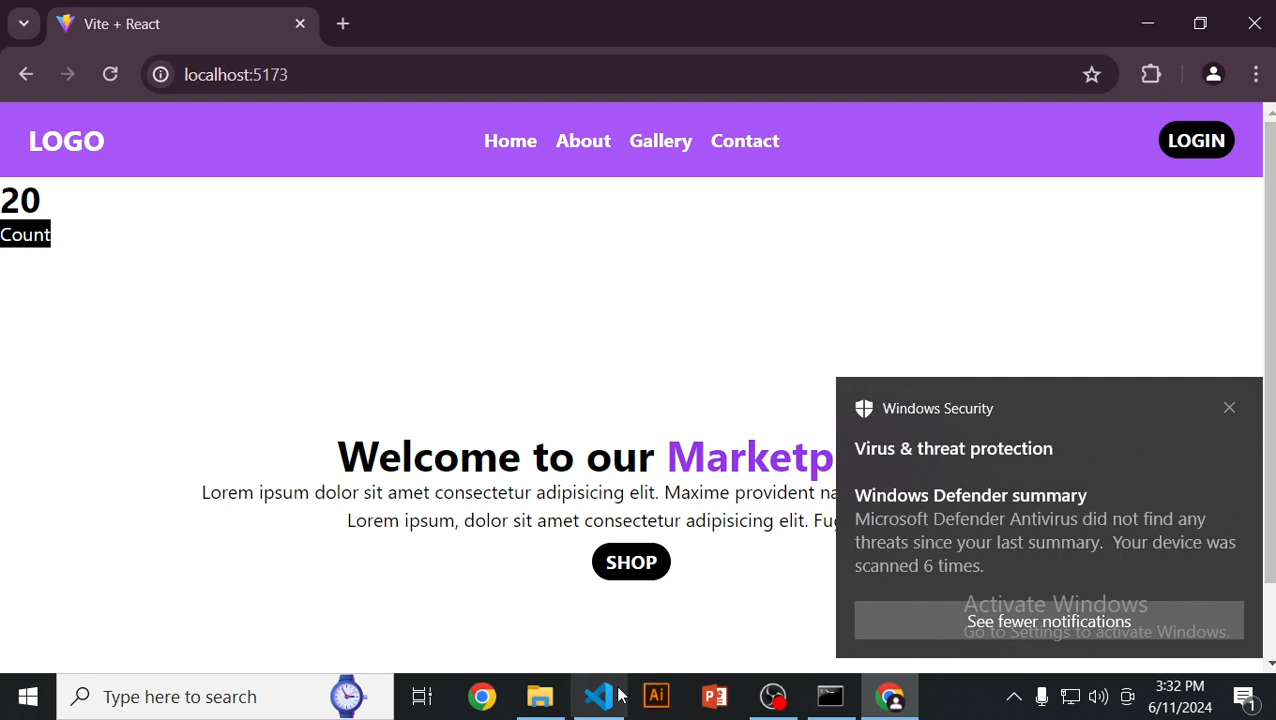 Vite + React
localhost:5173
LOGO
Home About Gallery Contact
LOGIN
20
Count
Welcome to our Marketp
Lorem ipsum dolor sit amet consectetur adipisicing elit. Maxime provident
Lorem ipsum, dolor sit amet consectetur adipisicing elit.
SHOP
Windows Security
Virus & threat protection
Windows Defender summary
Microsoft Defender Antivirus did not find any
threats since your last summary. Your device was
scanned 6 times.
See fewer notifications
Activate Windows
Go to Settings to activate Windows.
Type here to search
Ai
3:32 PM
6/11/2024
1